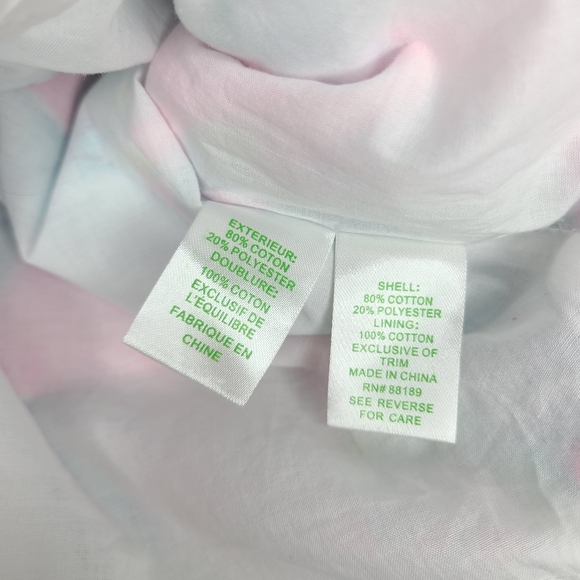 EXTERIEUR:
80% COTON
20% POLYESTER
DOUBLURE:
100% COTON
EXCLUSIF DE
L'ÉQUILIBRE
FABRIQUE EN
CHINE
SHELL:
80% COTTON
20% POLYESTER
LINING:
100% COTTON
EXCLUSIVE OF
TRIM
MADE IN CHINA
RN# 88189
SEE REVERSE
FOR CARE